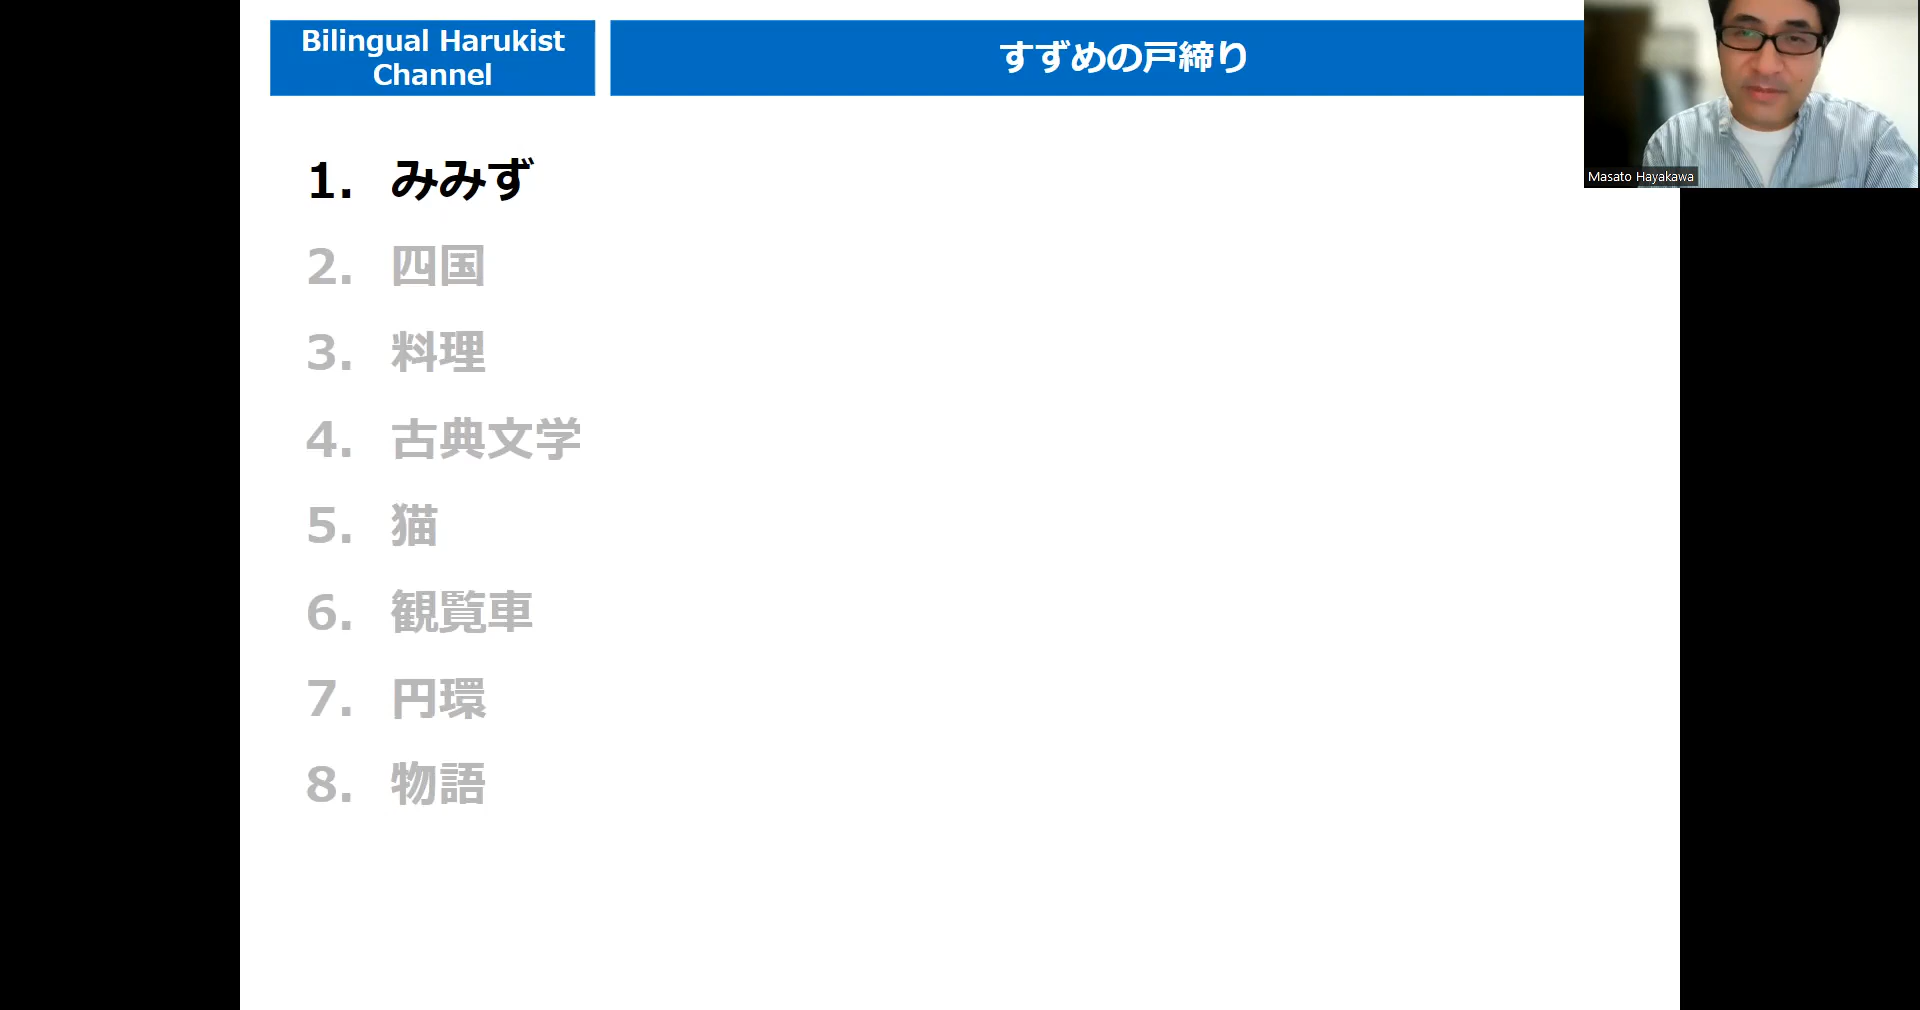 Bilingual Harukist
Channel
すずめの戸締り
Masato Hayakawa
1. みみず
2. 四国
3. 料理
4. 古典文学
5. 猫
6. 観覧車
7. 円環
8. 物語